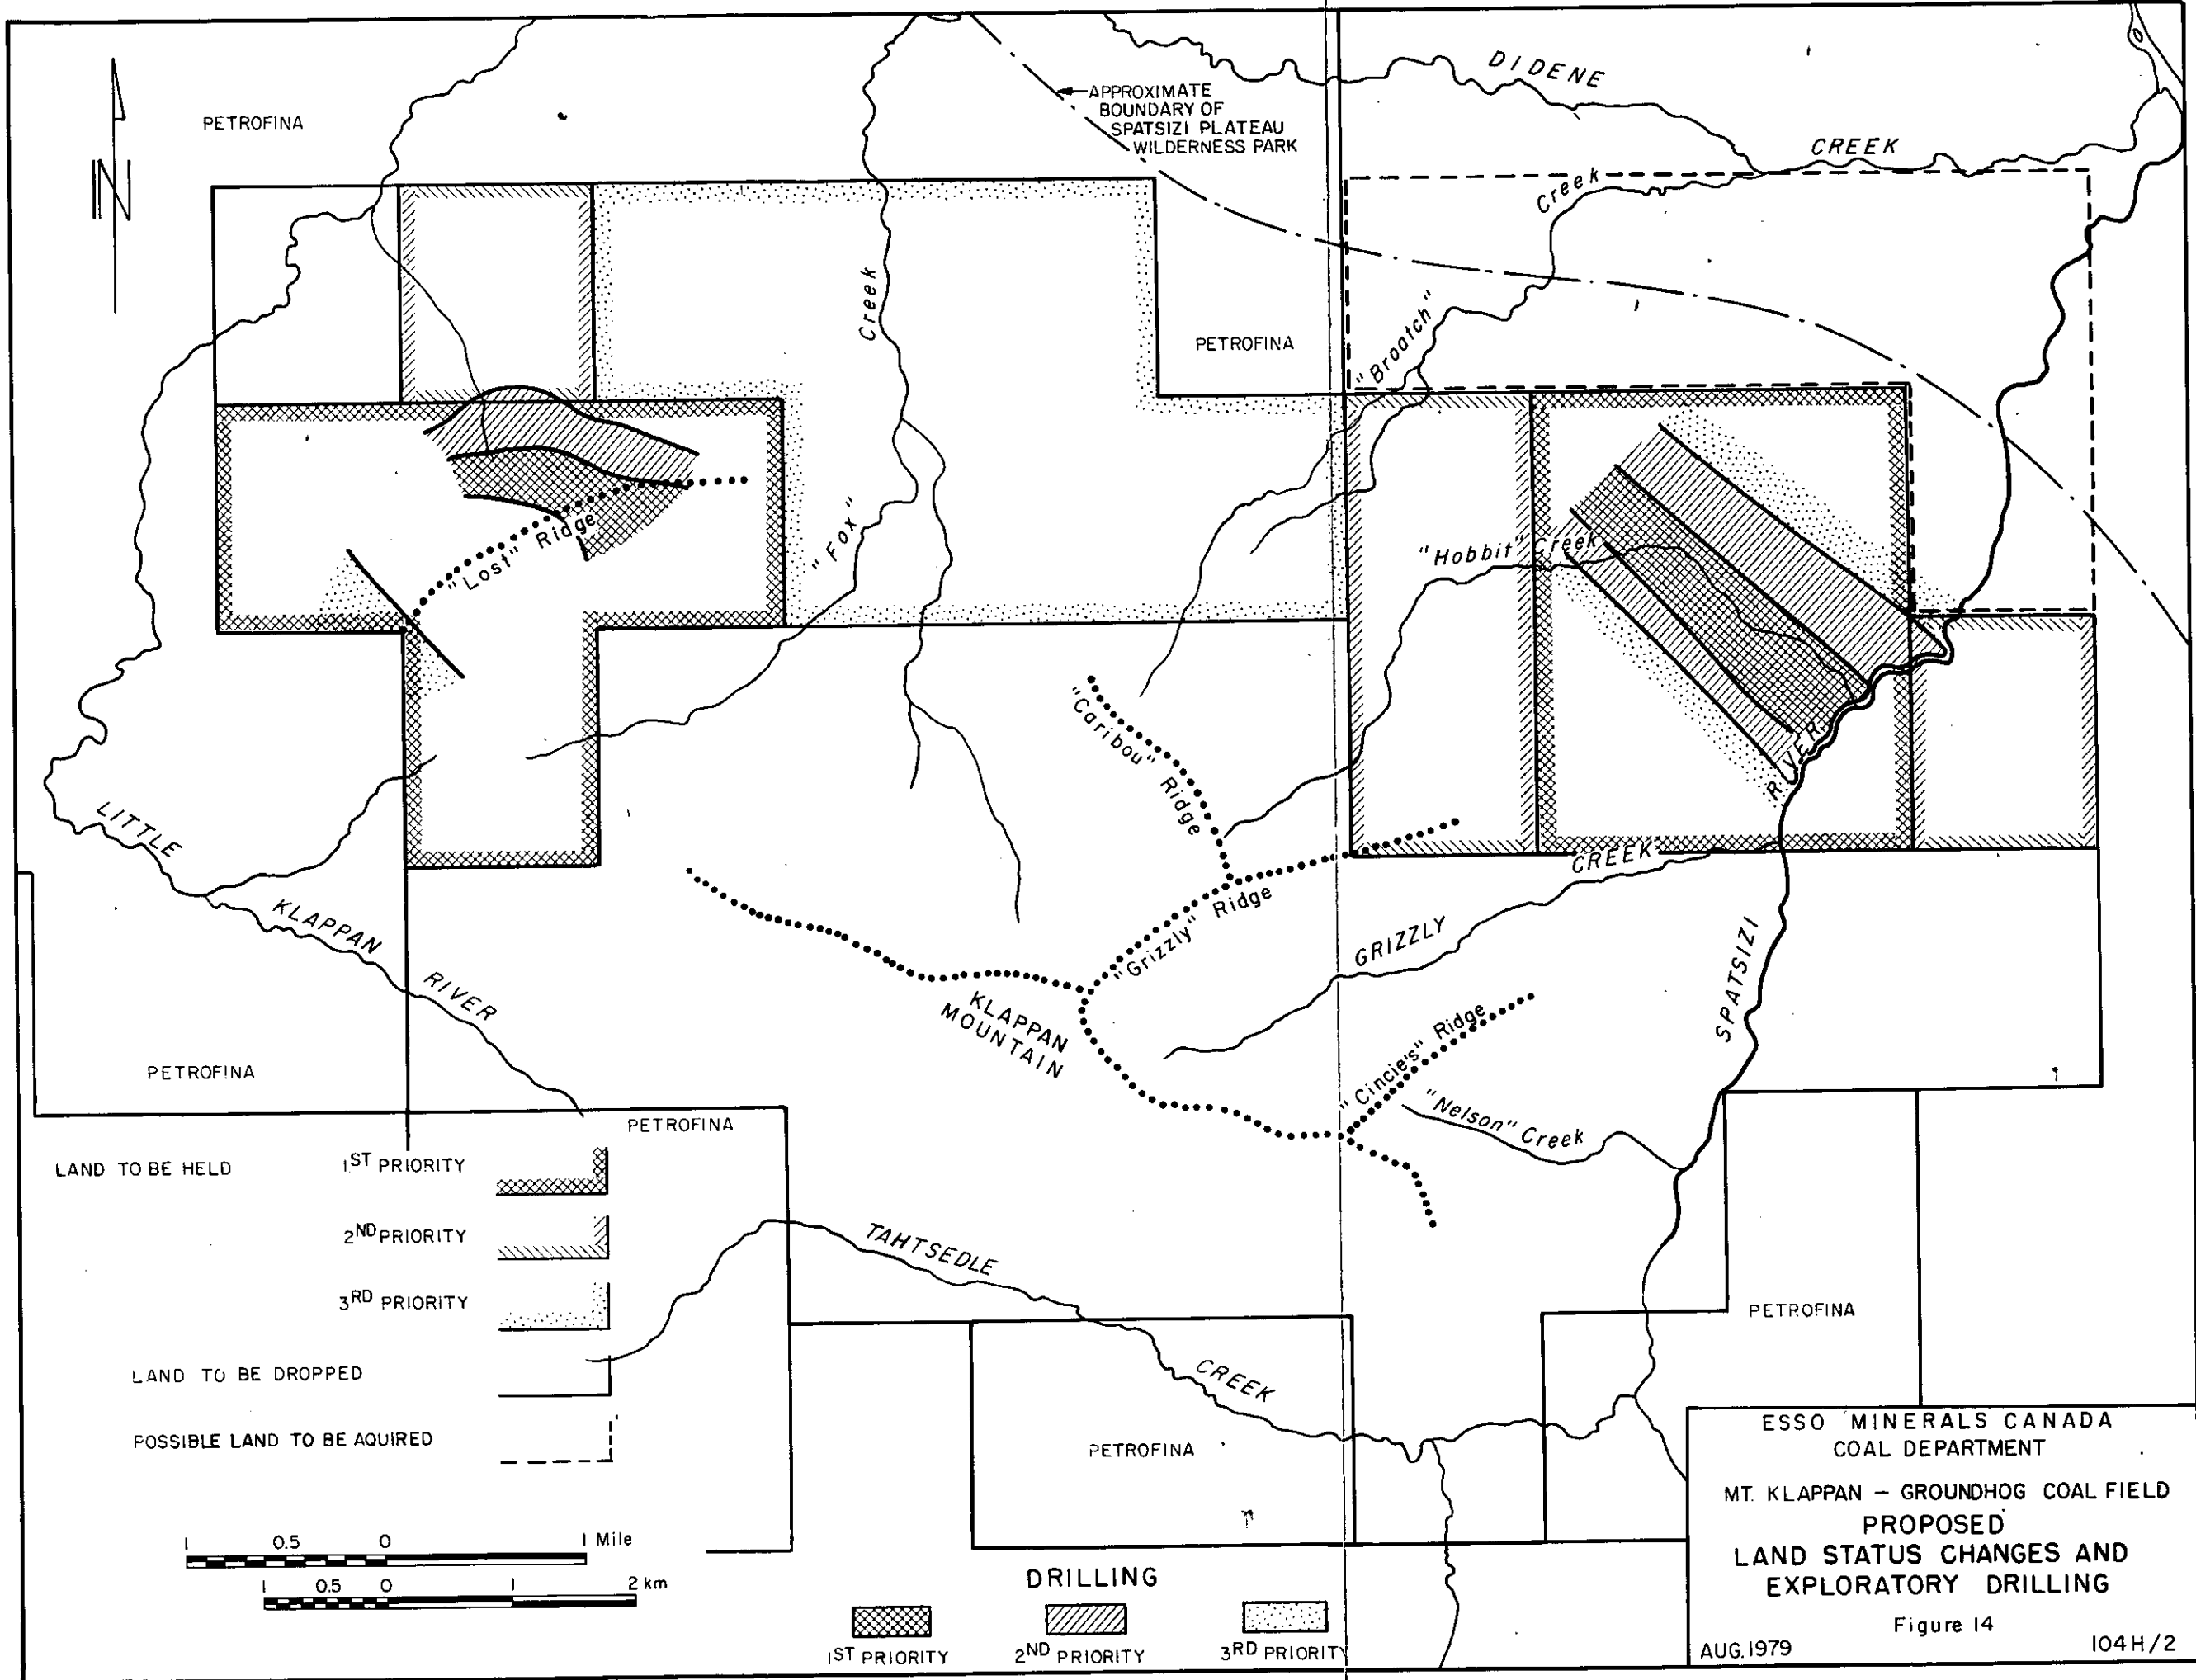 DIDENE
CREEK
APPROXIMATE
BOUNDARY OF
SPATSIZI PLATEAU
WILDERNESS PARK
PETROFINA
N
Creek
Creek
PETROFINA
"Broatch"
"Fox"
"Lost" Ridge
"Hobbit" Creek
"Caribou" Ridge
RIVER
LITTLE
KLAPPAN
RIVER
CREEK
"Grizzly" Ridge
GRIZZLY
SPATSIZI
KLAPPAN
MOUNTAIN
"Cincie's" Ridge
"Nelson" Creek
PETROFINA
PETROFINA
LAND TO BE HELD
1ST PRIORITY
2ND PRIORITY
3RD PRIORITY
LAND TO BE DROPPED
POSSIBLE LAND TO BE AQUIRED
TAHTSEDLE
CREEK
PETROFINA
PETROFINA
1 0.5 0 1 Mile
1 0.5 0 1 2 km
DRILLING
1ST PRIORITY
2ND PRIORITY
3RD PRIORITY
ESSO MINERALS CANADA
COAL DEPARTMENT
MT. KLAPPAN – GROUNDHOG COAL FIELD
PROPOSED
LAND STATUS CHANGES AND
EXPLORATORY DRILLING
Figure 14
AUG.1979
104H/2